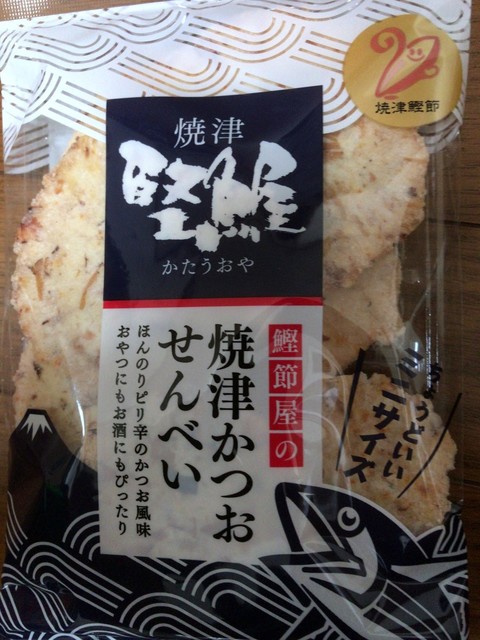 焼津鰹節
焼津
堅魚屋
かたうおや
鰹節屋の
焼津かつお
せんべい
ほんのりピリ辛のかつお風味
おやつにもお酒にもぴったり
ちょうどいい
ミニサイズ